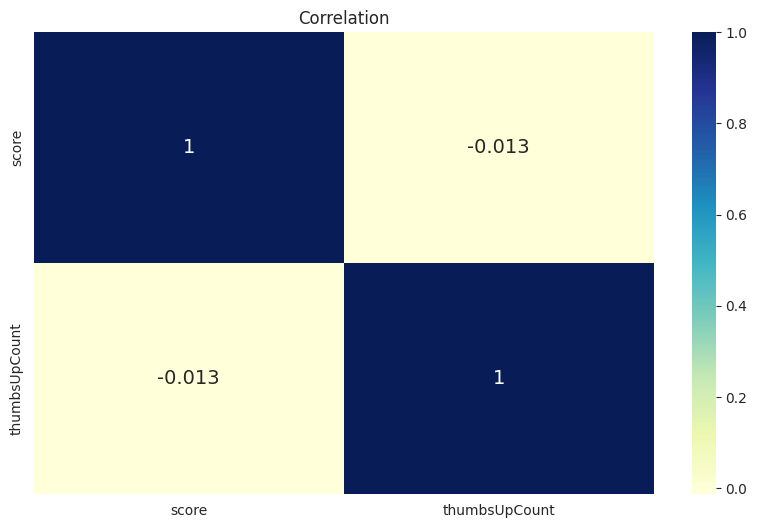 Correlation
score
1
-0.013
thumbsUpCount
-0.013
1
score
thumbsUpCount
1.0
0.8
0.6
0.4
0.2
0.0